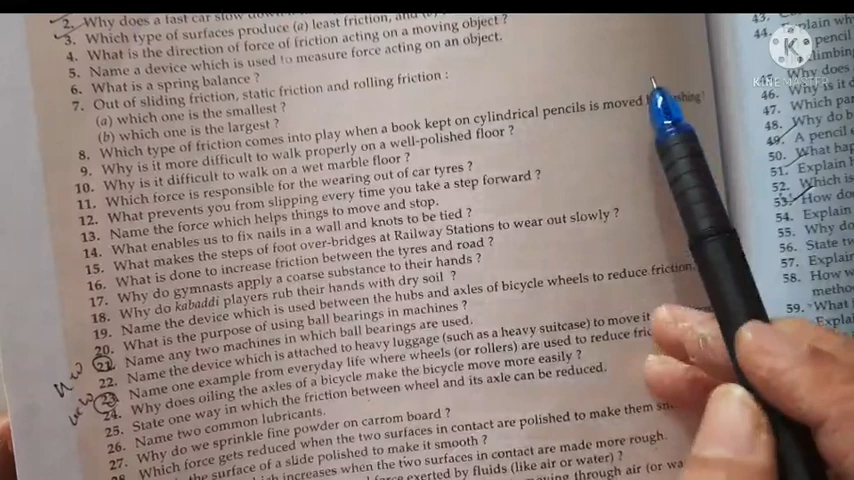 2. Why does a fast car slow down
3. Which type of surfaces produce (a) least friction, and (b)
4. What is the direction of force of friction acting on a moving object ?
5. Name a device which is used to measure force acting on an object.
6. What is a spring balance ?
7. Out of sliding friction, static friction and rolling friction :
(a) which one is the smallest ?
(b) which one is the largest ?
8. Which type of friction comes into play when a book kept on cylindrical pencils is moved
9. Why is it more difficult to walk properly on a well-polished floor ?
10. Why is it difficult to walk on a wet marble floor ?
11. Which force is responsible for the wearing out of car tyres ?
12. What prevents you from slipping every time you take a step forward ?
13. Name the force which helps things to move and stop.
14. What enables us to fix nails in a wall and knots to be tied ?
15. What makes the steps of foot over-bridges at Railway Stations to wear out slowly ?
16. What is done to increase friction between the tyres and road ?
17. Why do gymnasts apply a coarse substance to their hands ?
18. Why do kabaddi players rub their hands with dry soil ?
19. Name the device which is used between the hubs and axles of bicycle wheels to reduce friction.
20. What is the purpose of using ball bearings in machines ?
21. Name any two machines in which ball bearings are used.
22. Name the device which is attached to heavy luggage (such as a heavy suitcase) to move it
23. Name one example from everyday life where wheels (or rollers) are used to reduce
24. Why does oiling the axles of a bicycle make the bicycle move more easily ?
25. State one way in which the friction between wheel and its axle can be reduced.
26. Name two common lubricants.
27. Why do we sprinkle fine powder on carrom board ?
28 Which force gets reduced when the two surfaces in contact are polished to make them
is the surface of a slide polished to make it smooth ?
increases when the two surfaces in contact are made more rough.
force exerted by fluids (like air or water) ?
moving through air (or
H W
H W
43.
44. Explain why
pencil
climbing
45. Why does
46. Why is it
47. Which par
48. Why do b
49. A pencil
50. What hap
51. Explain
52. Which is
53. How do
54. Explain
55. Why do
56. State tw
57. Explain
58. How
metho
59. What
Explain
K
KINE MASTER